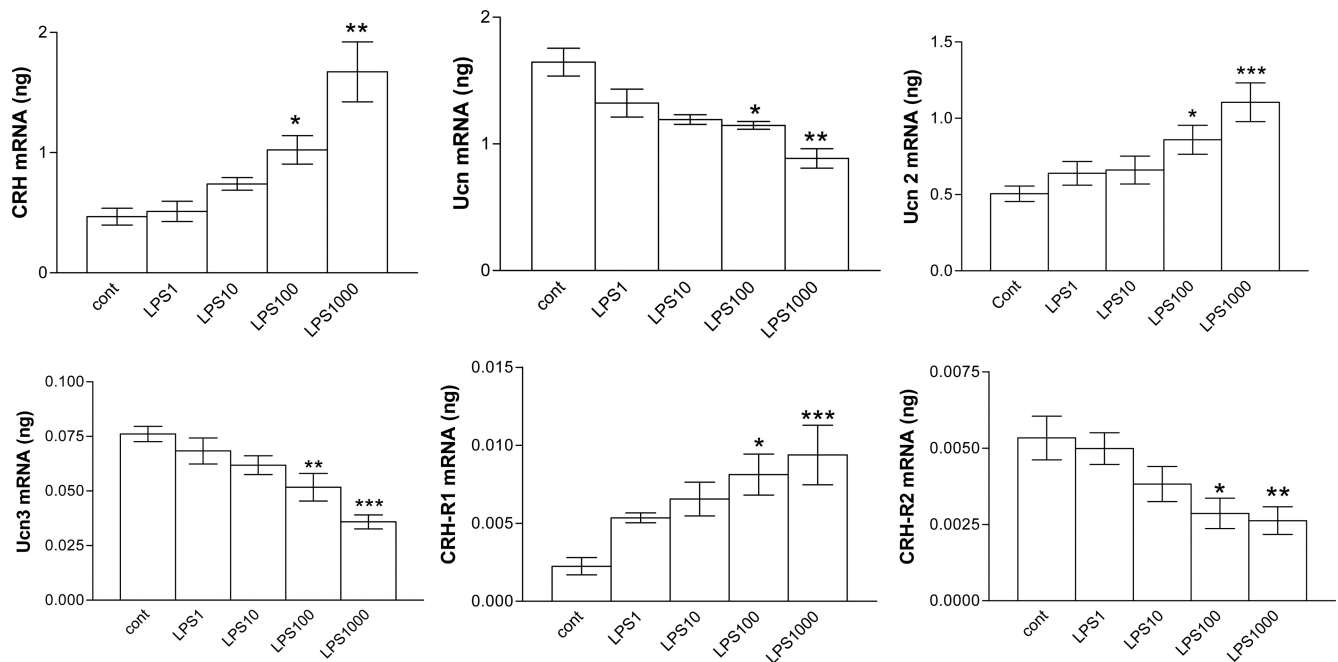 CRH mRNA (ng)
2
1
0
**
*
cont
LPS1
LPS10
LPS100
LPS1000
Ucn mRNA (ng)
2
1
0
*
**
cont
LPS1
LPS10
LPS100
LPS1000
Ucn 2 mRNA (ng)
1.5
1.0
0.5
0.0
***
*
Cont
LPS1
LPS10
LPS100
LPS1000
Ucn3 mRNA (ng)
0.100
0.075
0.050
0.025
0.000
**
***
cont
LPS1
LPS10
LPS100
LPS1000
CRH-R1 mRNA (ng)
0.015
0.010
0.005
0.000
***
*
cont
LPS1
LPS10
LPS100
LPS1000
CRH-R2 mRNA (ng)
0.0075
0.0050
0.0025
0.0000
*
**
cont
LPS1
LPS10
LPS100
LPS1000